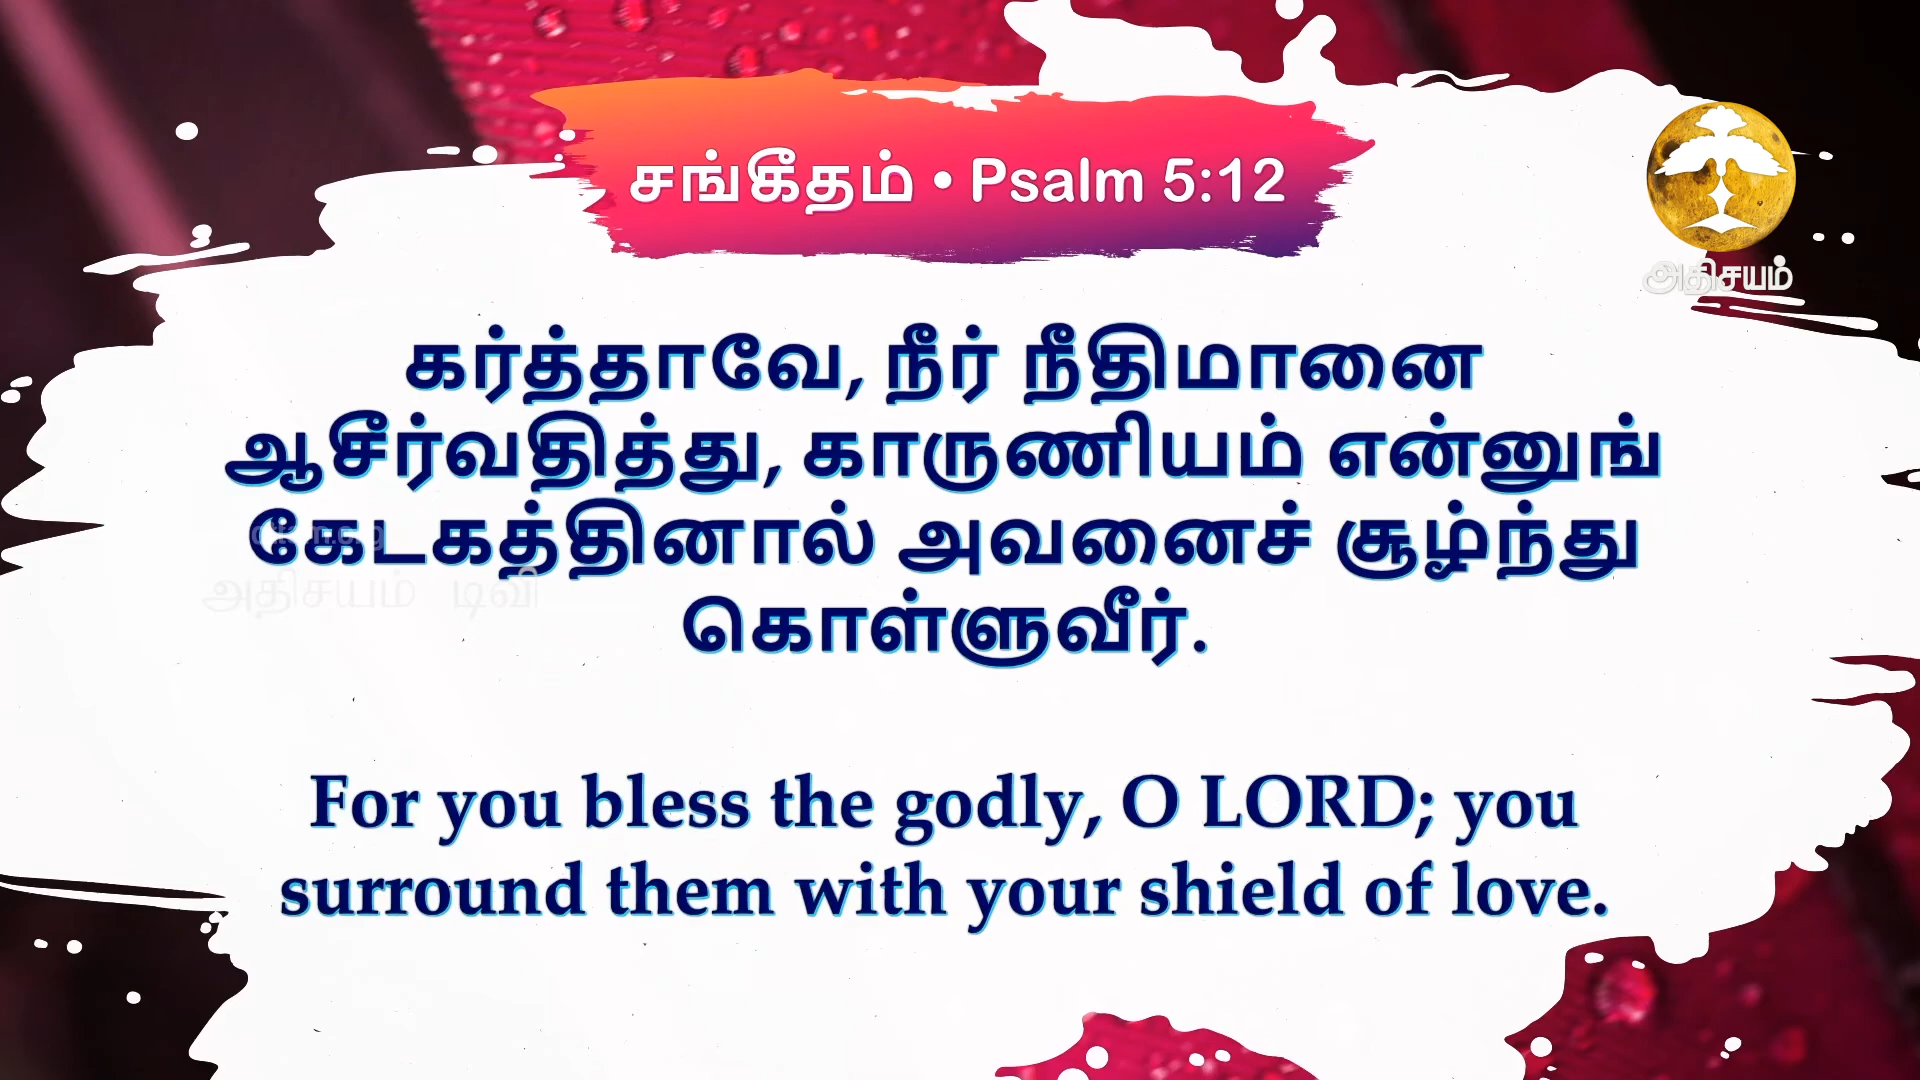 சங்கீதம் • Psalm 5:12
அதிசயம்
கர்த்தாவே, நீர் நீதிமானை
ஆசீர்வதித்து, காருணியம் என்னுங்
கேடகத்தினால் அவனைச் சூழ்ந்து
அதிசயம் டிவி
கொள்ளுவீர்.
For you bless the godly, O LORD; you
surround them with your shield of love.